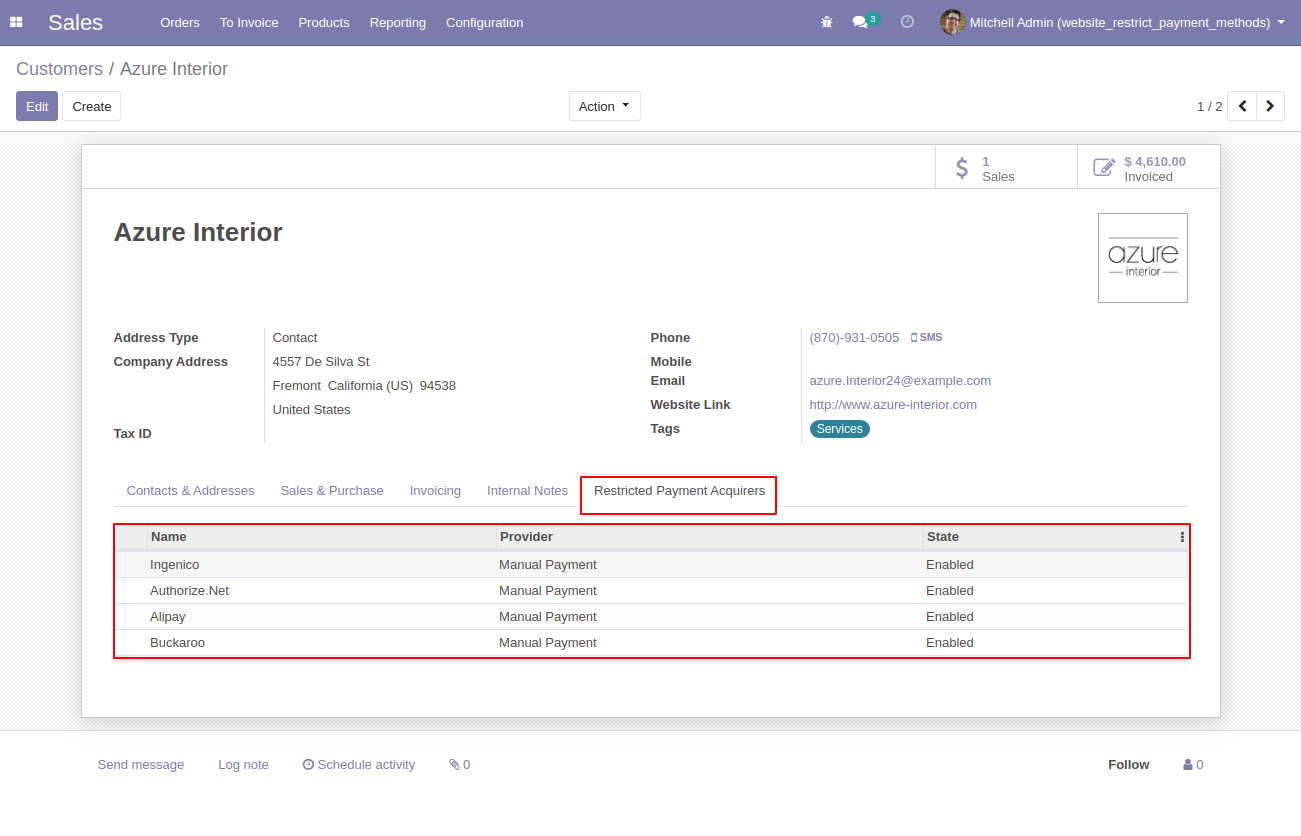 Sales Orders To Invoice Products Reporting Configuration 3 Mitchell Admin (website_restrict_payment_methods)
Customers / Azure Interior
Edit Create Action 1 / 2
1 Sales
$ 4,610.00 Invoiced
Azure Interior
azure
interior
Address Type Contact
Company Address 4557 De Silva St
Fremont California (US) 94538
United States
Tax ID
Phone (870)-931-0505 SMS
Mobile
Email azure.Interior24@example.com
Website Link http://www.azure-interior.com
Tags Services
Contacts & Addresses Sales & Purchase Invoicing Internal Notes Restricted Payment Acquirers
Name Provider State
Ingenico Manual Payment Enabled
Authorize.Net Manual Payment Enabled
Alipay Manual Payment Enabled
Buckaroo Manual Payment Enabled
Send message Log note Schedule activity 0 Follow 0